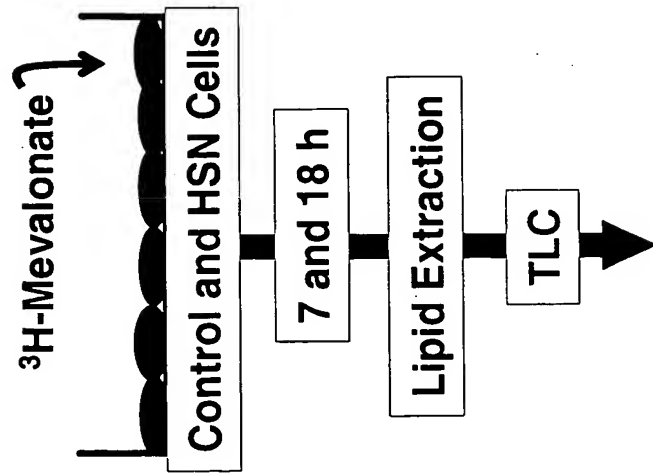 ³H-Mevalonate
Control and HSN Cells
7 and 18 h
Lipid Extraction
TLC